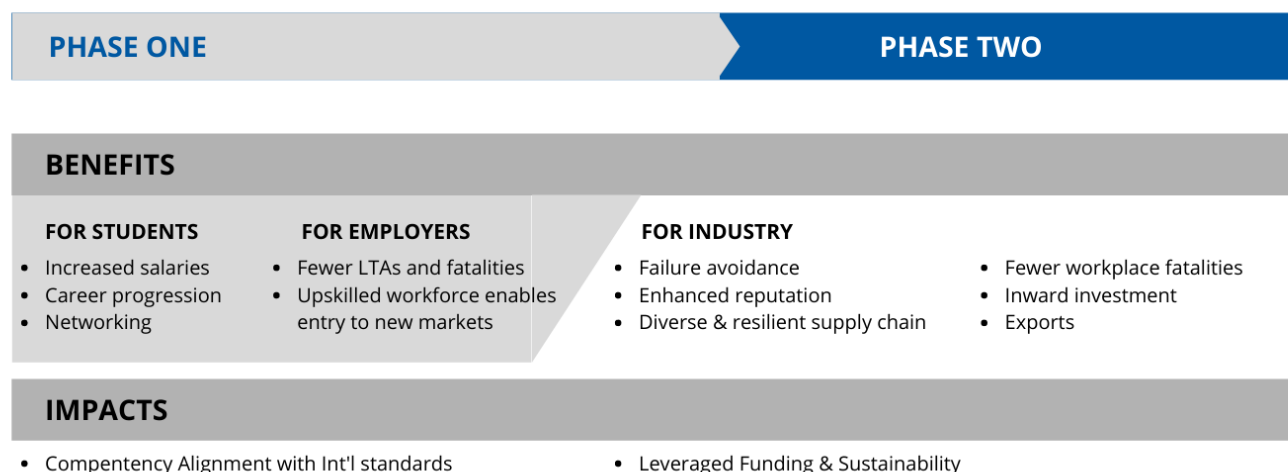 PHASE ONE
PHASE TWO
BENEFITS
FOR STUDENTS
• Increased salaries
• Career progression
• Networking
FOR EMPLOYERS
• Fewer LTAs and fatalities
• Upskilled workforce enables
entry to new markets
FOR INDUSTRY
• Failure avoidance
• Enhanced reputation
• Diverse & resilient supply chain
• Fewer workplace fatalities
• Inward investment
• Exports
IMPACTS
• Compentency Alignment with Int'l standards
• Leveraged Funding & Sustainability